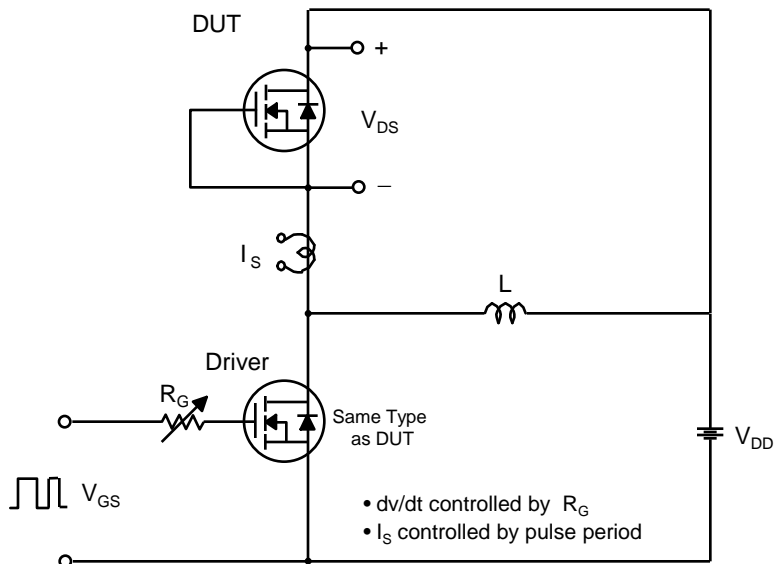 DUT
+
V_DS
−
I_S
L
Driver
R_G
Same Type
as DUT
V_DD
V_GS
• dv/dt controlled by R_G
• I_S controlled by pulse period